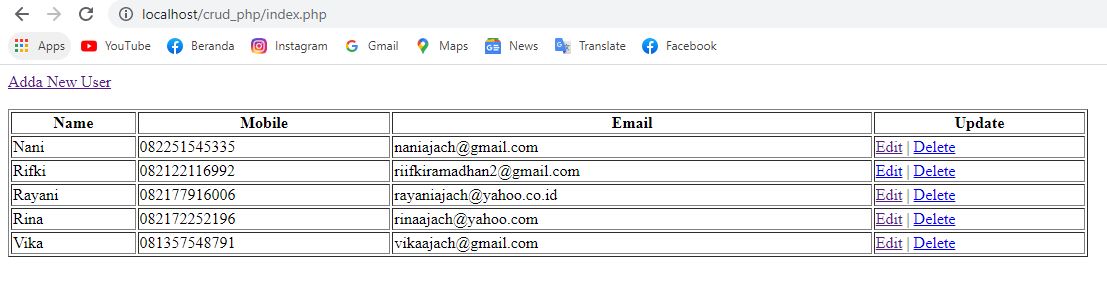 localhost/crud_php/index.php
Apps YouTube Beranda Instagram Gmail Maps News Translate Facebook
Adda New User
Name Mobile Email Update
Nani 082251545335 naniajach@gmail.com Edit | Delete
Rifki 082122116992 riifkiramadhan2@gmail.com Edit | Delete
Rayani 082177916006 rayaniajach@yahoo.co.id Edit | Delete
Rina 082172252196 rinaajach@yahoo.com Edit | Delete
Vika 081357548791 vikaajach@gmail.com Edit | Delete